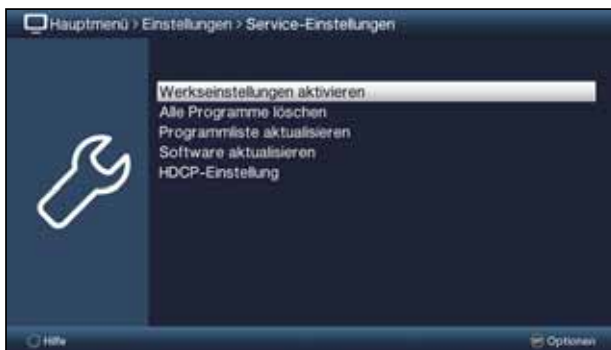 Hauptmenü > Einstellungen > Service-Einstellungen
Werkseinstellungen aktivieren
Alle Programme löschen
Programmliste aktualisieren
Software aktualisieren
HDCP-Einstellung
Hilfe
Optionen